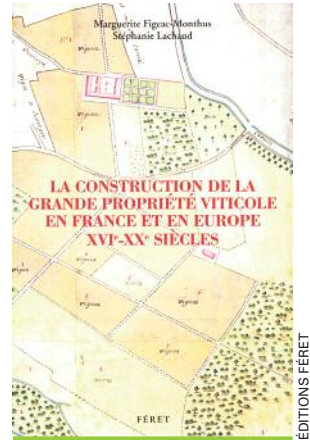 Marguerite Figeac-Monthus
Stéphanie Lachaud
LA CONSTRUCTION DE LA
GRANDE PROPRIÉTÉ VITICOLE
EN FRANCE ET EN EUROPE
XVIᵉ-XXᵉ SIÈCLES
FÉRET
ÉDITIONS FÉRET